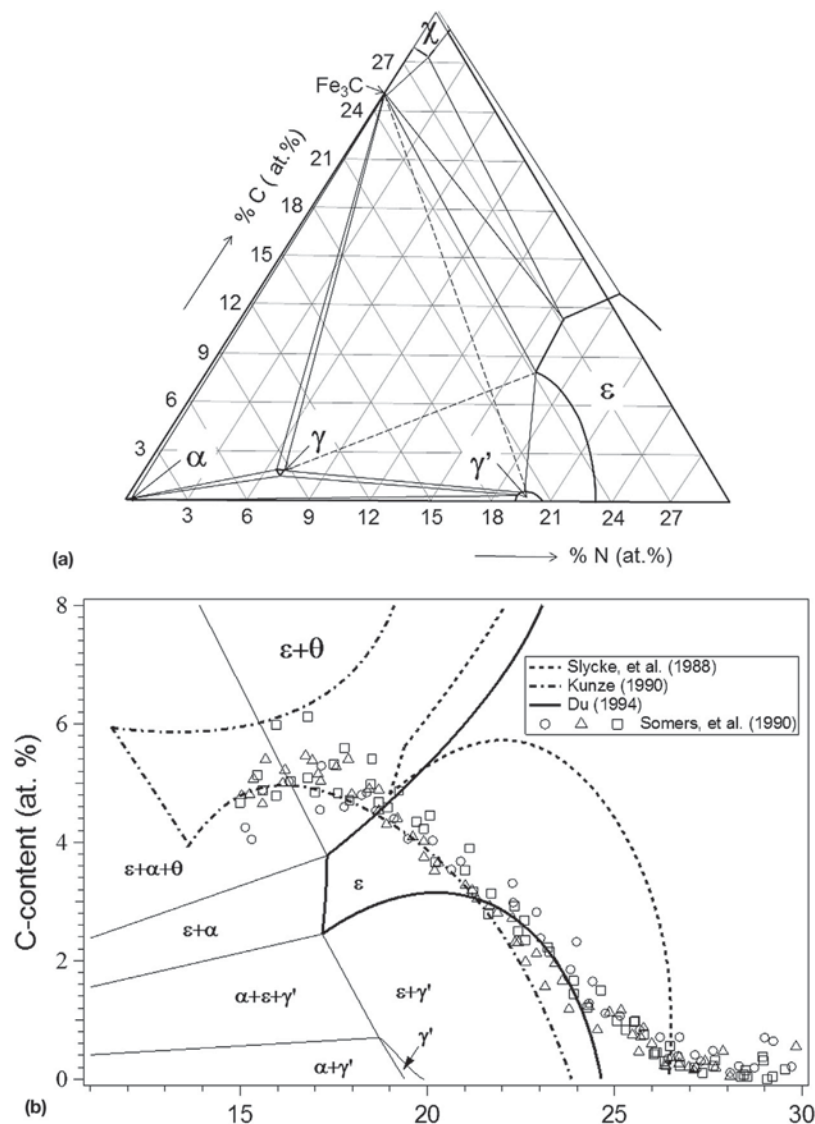 χ
27
Fe₃C
24
21
18
15
12
9
6
3
% C ( at.%)
α
γ
γ'
ε
3
6
9
12
15
18
21
24
27
(a)
% N (at.%)
8
6
4
2
0
C-content (at. %)
ε+θ
Slycke, et al. (1988)
Kunze (1990)
Du (1994)
Somers, et al. (1990)
ε+α+θ
ε
ε+α
α+ε+γ'
ε+γ'
γ'
α+γ'
(b)
15
20
25
30